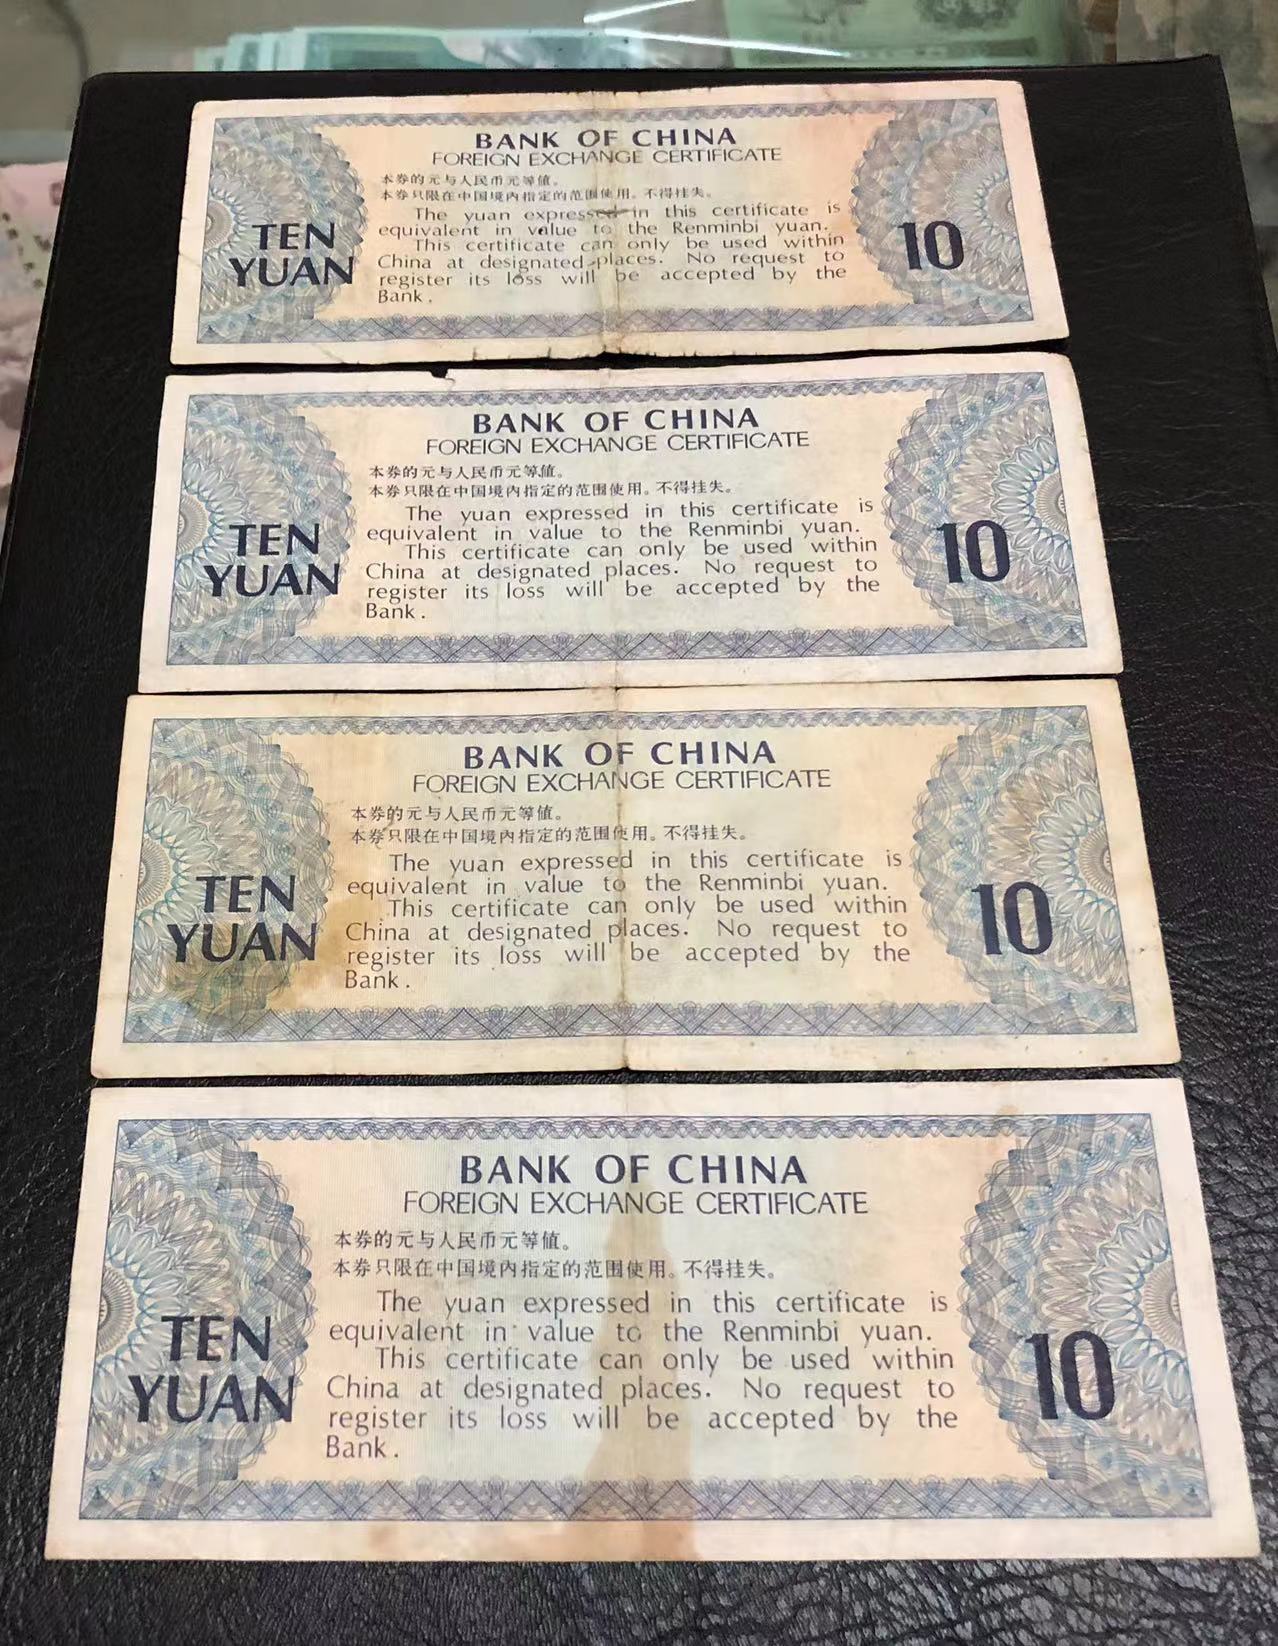 BANK OF CHINA
FOREIGN EXCHANGE CERTIFICATE
本券的元与人民币元等值。
本券只限在中国境内指定的范围使用。不得挂失。
The yuan expressed in this certificate is
equivalent in value to the Renminbi yuan.
This certificate can only be used within
China at designated places. No request to
register its loss will be accepted by the
Bank.
TEN
YUAN
10
BANK OF CHINA
FOREIGN EXCHANGE CERTIFICATE
本券的元与人民币元等值。
本券只限在中国境内指定的范围使用。不得挂失。
The yuan expressed in this certificate is
equivalent in value to the Renminbi yuan.
This certificate can only be used within
China at designated places. No request to
register its loss will be accepted by the
Bank.
TEN
YUAN
10
BANK OF CHINA
FOREIGN EXCHANGE CERTIFICATE
本券的元与人民币元等值。
本券只限在中国境内指定的范围使用。不得挂失。
The yuan expressed in this certificate is
equivalent in value to the Renminbi yuan.
This certificate can only be used within
China at designated places. No request to
register its loss will be accepted by the
Bank.
TEN
YUAN
10
BANK OF CHINA
FOREIGN EXCHANGE CERTIFICATE
本券的元与人民币元等值。
本券只限在中国境内指定的范围使用。不得挂失。
The yuan expressed in this certificate is
equivalent in value to the Renminbi yuan.
This certificate can only be used within
China at designated places. No request to
register its loss will be accepted by the
Bank.
TEN
YUAN
10